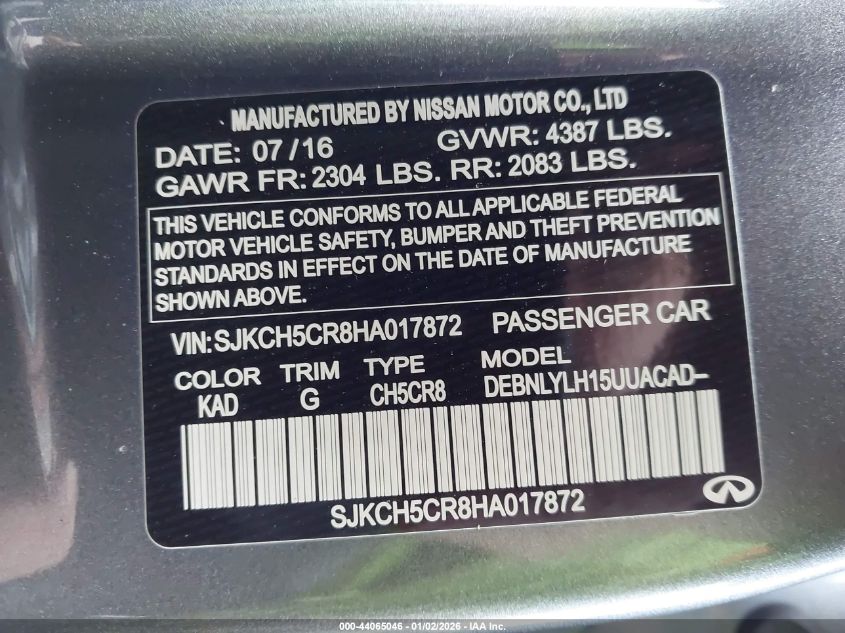 MANUFACTURED BY NISSAN MOTOR CO., LTD
DATE: 07/16 GVWR: 4387 LBS.
GAWR FR: 2304 LBS. RR: 2083 LBS.
THIS VEHICLE CONFORMS TO ALL APPLICABLE FEDERAL
MOTOR VEHICLE SAFETY, BUMPER AND THEFT PREVENTION
STANDARDS IN EFFECT ON THE DATE OF MANUFACTURE
SHOWN ABOVE.
VIN: SJKCH5CR8HA017872 PASSENGER CAR
COLOR TRIM TYPE MODEL
KAD G CH5CR8 DEBNLYLH15UUACAD-
SJKCH5CR8HA017872
000-44065046 - 01/02/2026 - IAA Inc.